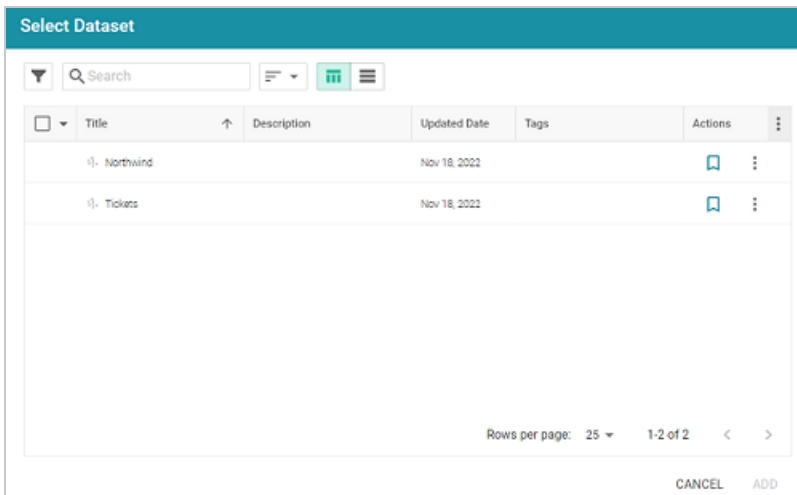 Select Dataset
Search
Title Description Updated Date Tags Actions
Northwind Nov 18, 2022
Tickets Nov 18, 2022
Rows per page: 25 1-2 of 2
CANCEL ADD